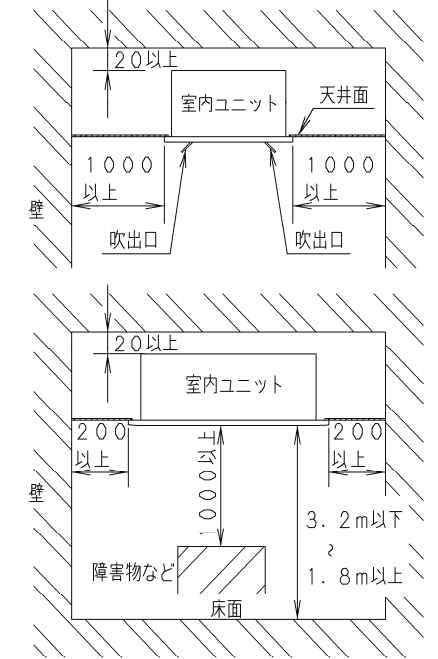 20以上
室内ユニット
天井面
1000
以上
1000
以上
壁
吹出口
吹出口
20以上
室内ユニット
200
以上
1000以上
200
以上
壁
3.2m以下
~
1.8m以上
障害物など
床面